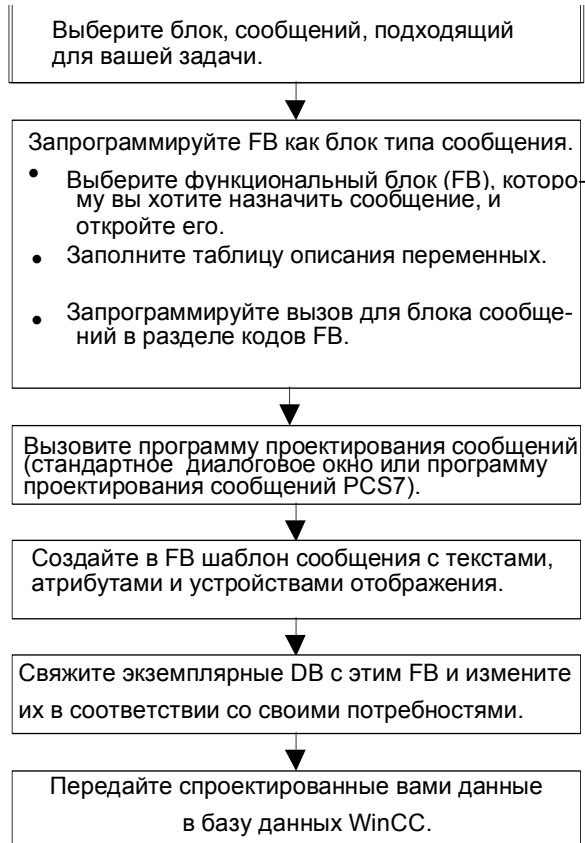 Выберите блок, сообщений, подходящий
для вашей задачи.
Запрограммируйте FB как блок типа сообщения.
• Выберите функциональный блок (FB), которо-
му вы хотите назначить сообщение, и
откройте его.
• Заполните таблицу описания переменных.
• Запрограммируйте вызов для блока сообще-
ний в разделе кодов FB.
Вызовите программу проектирования сообщений
(стандартное диалоговое окно или программу
проектирования сообщений PCS7).
Создайте в FB шаблон сообщения с текстами,
атрибутами и устройствами отображения.
Свяжите экземплярные DB с этим FB и измените
их в соответствии со своими потребностями.
Передайте спроектированные вами данные
в базу данных WinCC.